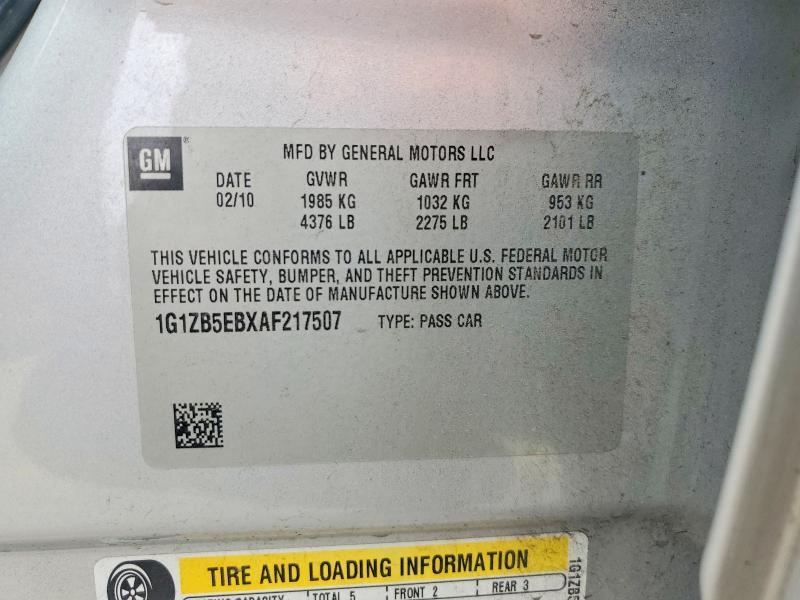 GM
MFD BY GENERAL MOTORS LLC
DATE GVWR GAWR FRT GAWR RR
02/10 1985 KG 1032 KG 953 KG
4376 LB 2275 LB 2101 LB
THIS VEHICLE CONFORMS TO ALL APPLICABLE U.S. FEDERAL MOTOR
VEHICLE SAFETY, BUMPER, AND THEFT PREVENTION STANDARDS IN
EFFECT ON THE DATE OF MANUFACTURE SHOWN ABOVE.
1G1ZB5EBXAF217507 TYPE: PASS CAR
TIRE AND LOADING INFORMATION
TOTAL 5 FRONT 2 REAR 3
1G1ZB5